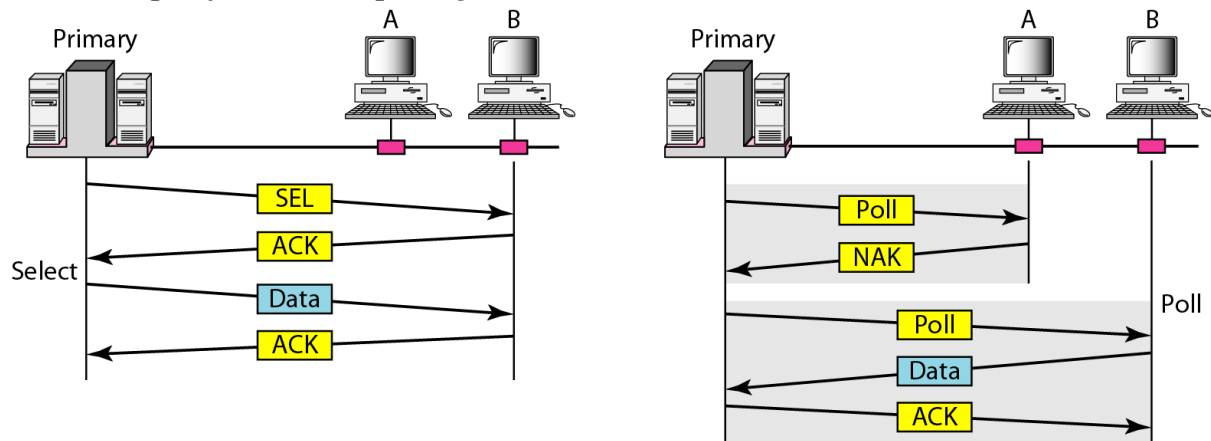 A
B
Primary
SEL
ACK
Select
Data
ACK
A
B
Primary
Poll
NAK
Poll
Poll
Data
ACK